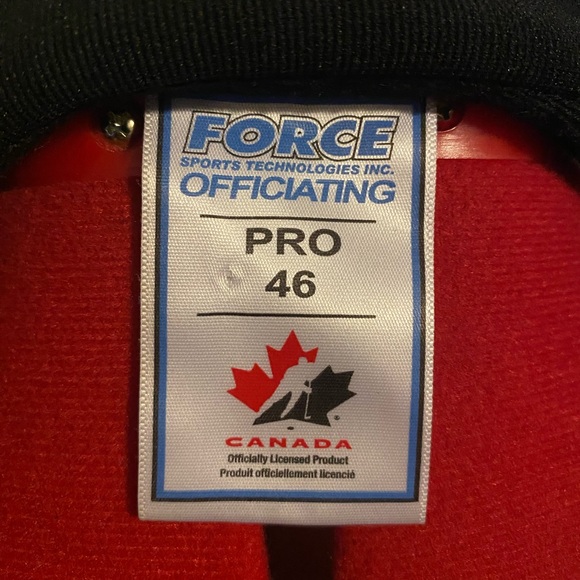 FORCE
SPORTS TECHNOLOGIES INC.
OFFICIATING
PRO
46
CANADA
Officially Licensed Product
Produit officiellement licencié